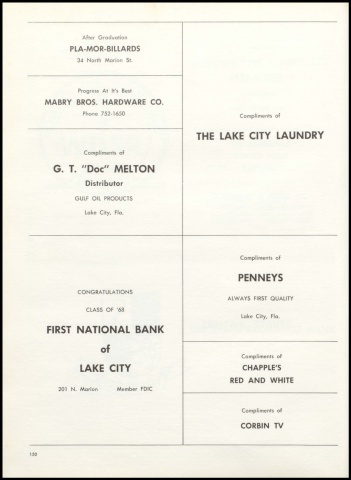 After Graduation
PLA-MOR-BILLARDS
34 North Marion St.
Progress At It's Best
MABRY BROS. HARDWARE CO.
Phone 752-1650
Compliments of
G. T. "Doc" MELTON
Distributor
GULF OIL PRODUCTS
Lake City, Fla.
CONGRATULATIONS
CLASS OF '68
FIRST NATIONAL BANK
of
LAKE CITY
201 N. Marion Member FDIC
Compliments of
THE LAKE CITY LAUNDRY
Compliments of
PENNEYS
ALWAYS FIRST QUALITY
Lake City, Fla.
Compliments of
CHAPPLE'S
RED AND WHITE
Compliments of
CORBIN TV
120